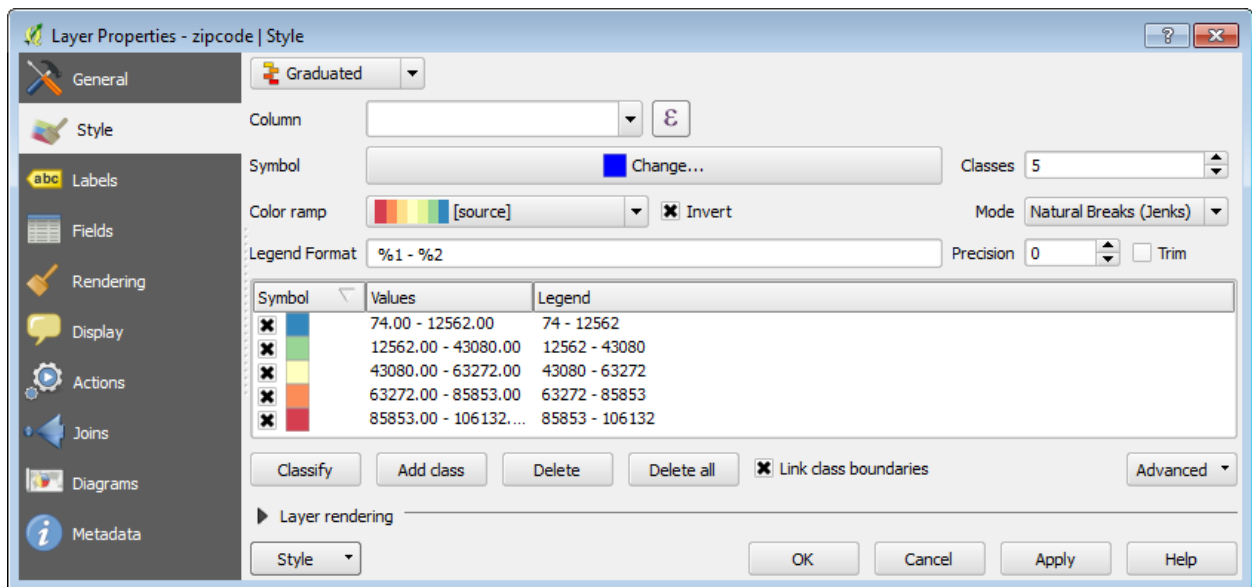 Layer Properties - zipcode | Style
General
Style
Labels
Fields
Rendering
Display
Actions
Joins
Diagrams
Metadata
Graduated
Column ε
Symbol Change... Classes 5
Color ramp [source] Invert Mode Natural Breaks (Jenks)
Legend Format %1 - %2 Precision 0 Trim
Symbol Values Legend
74.00 - 12562.00 74 - 12562
12562.00 - 43080.00 12562 - 43080
43080.00 - 63272.00 43080 - 63272
63272.00 - 85853.00 63272 - 85853
85853.00 - 106132.... 85853 - 106132
Classify Add class Delete Delete all Link class boundaries Advanced
Layer rendering
Style OK Cancel Apply Help